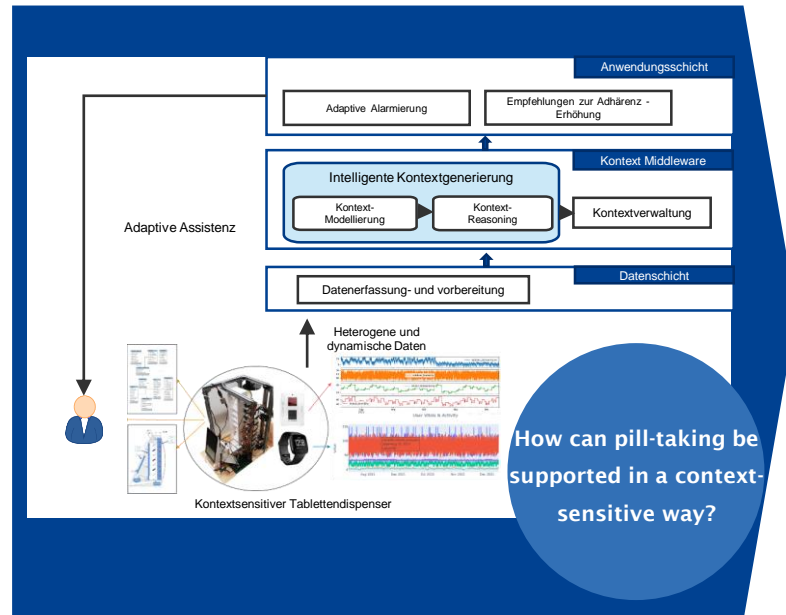 Anwendungsschicht
Adaptive Alarmierung
Empfehlungen zur Adhärenz -
Erhöhung
Kontext Middleware
Intelligente Kontextgenerierung
Kontext-
Modellierung
Kontext-
Reasoning
Kontextverwaltung
Adaptive Assistenz
Datenschicht
Datenerfassung- und vorbereitung
Heterogene und
dynamische Daten
Kontextsensitiver Tablettendispenser
How can pill-taking be
supported in a context-
sensitive way?